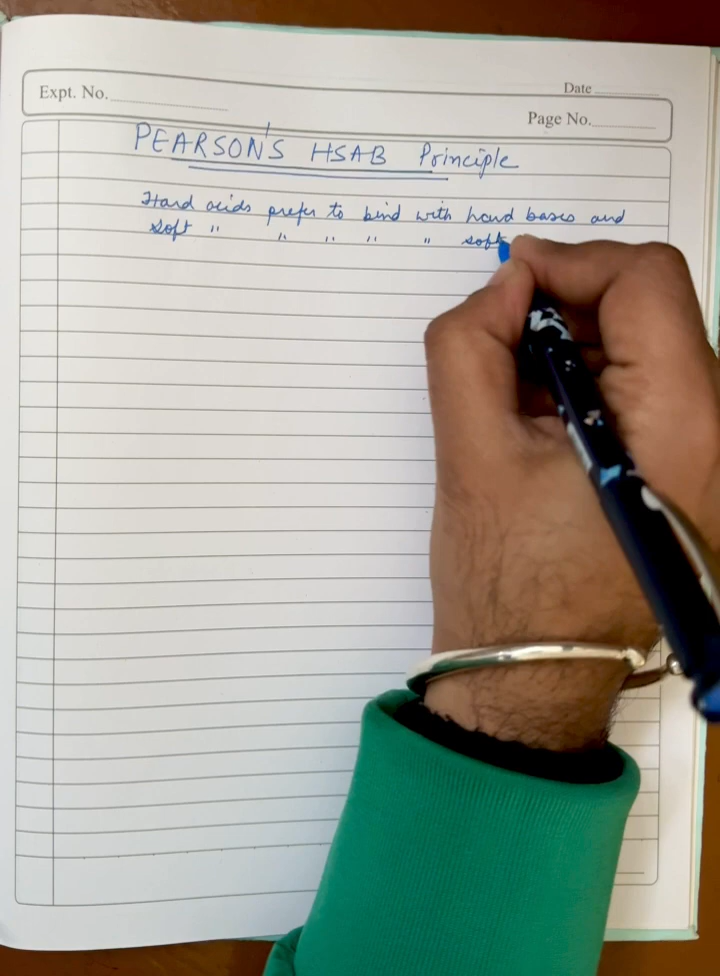 Expt. No.
Date
Page No.
PEARSON'S HSAB Principle
Hard acids prefer to bind with hard bases and
Soft " " " " " soft